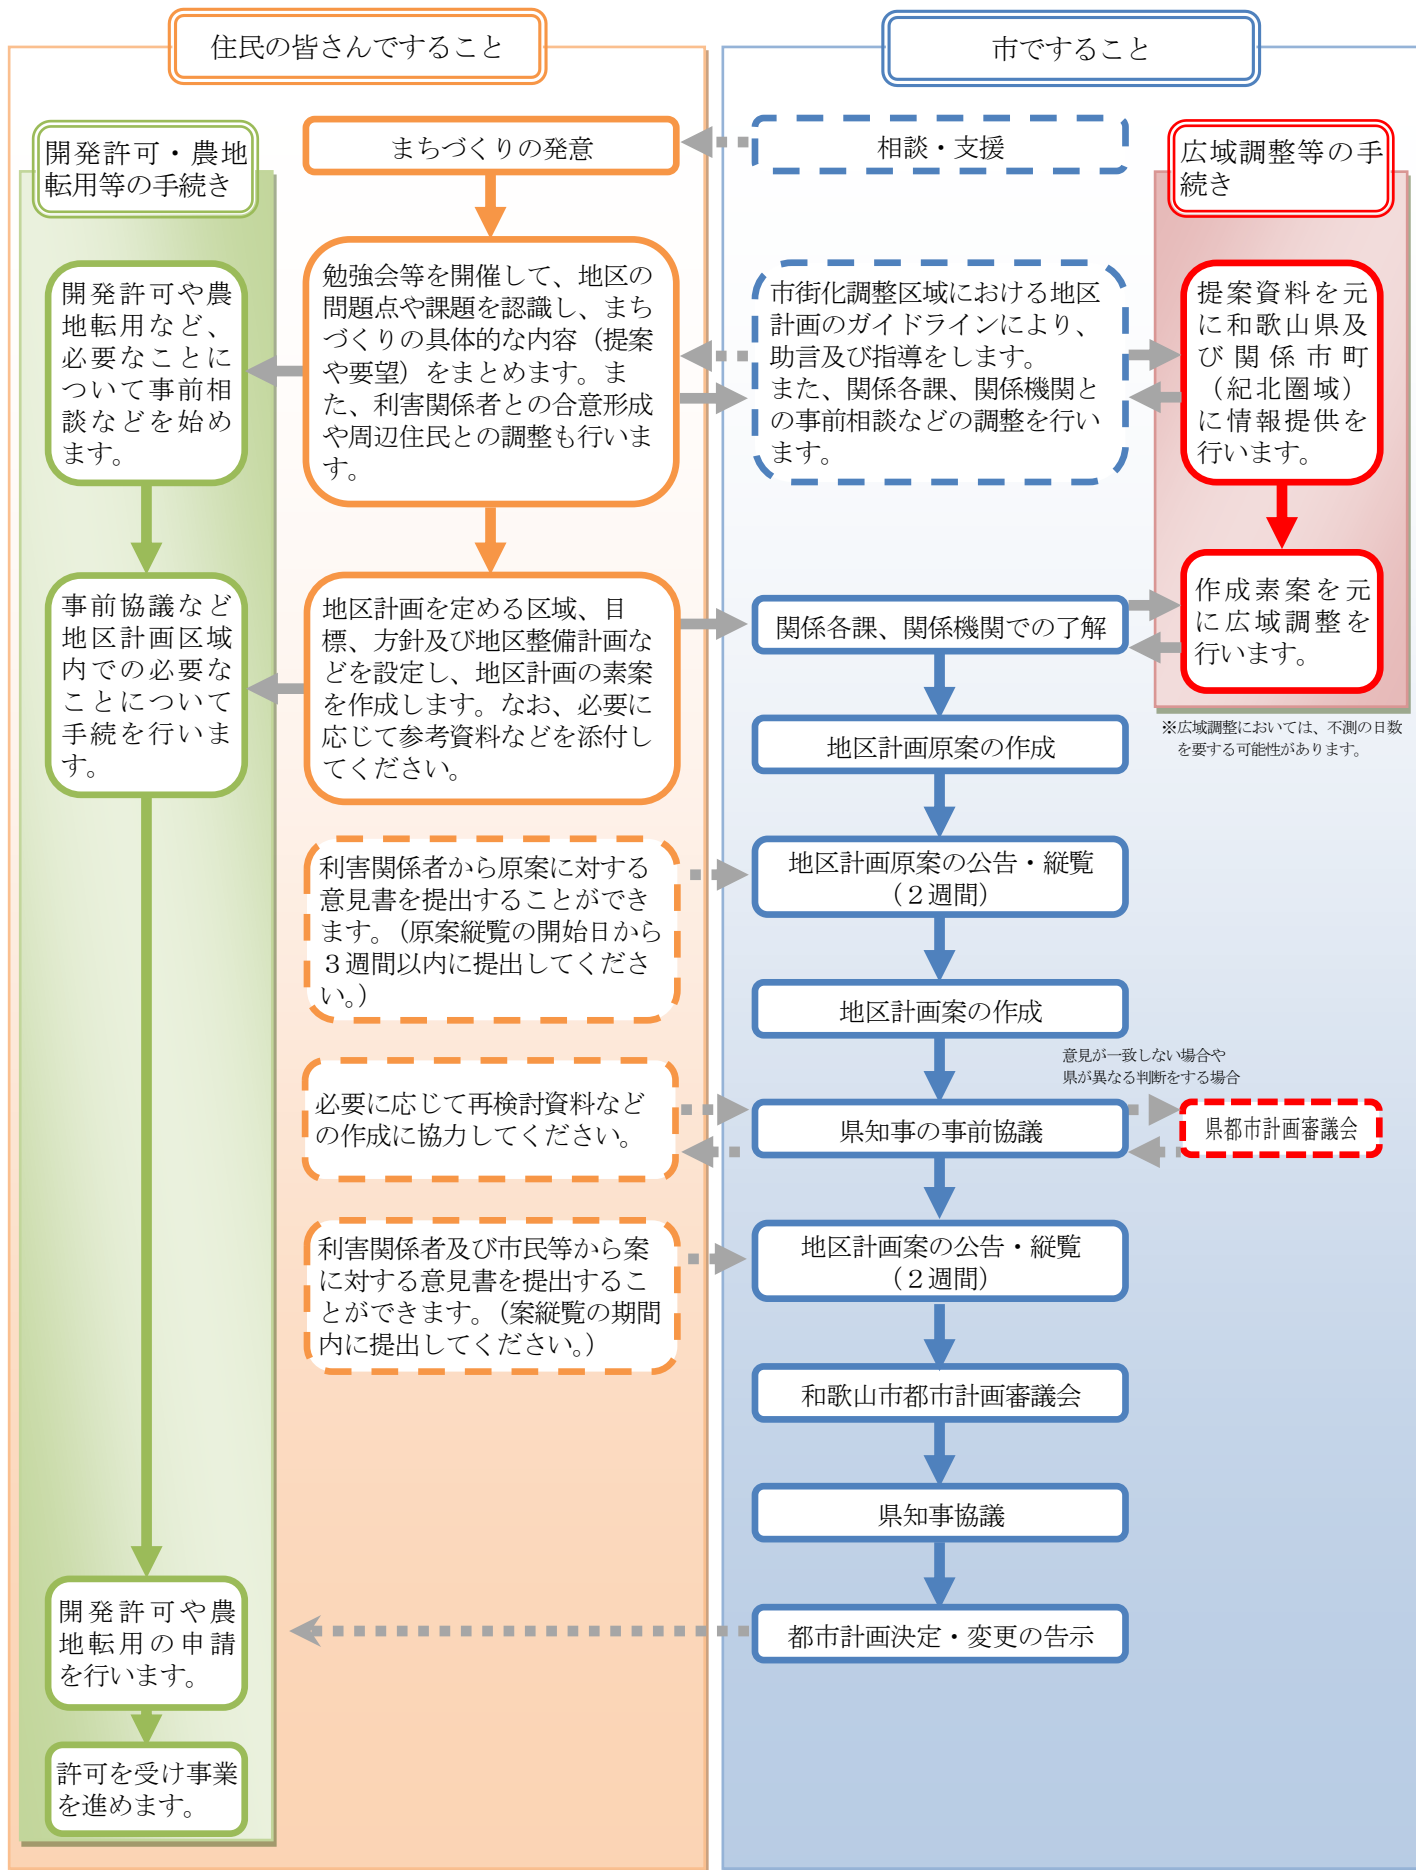 住民の皆さんですること
市ですること
開発許可・農地
転用等の手続き
まちづくりの発意
相談・支援
広域調整等の手
続き
開発許可や農
地転用など、
必要なことに
ついて事前相
談などを始め
ます。
勉強会等を開催して、地区の
問題点や課題を認識し、まち
づくりの具体的な内容（提案
や要望）をまとめます。ま
た、利害関係者との合意形成
や周辺住民との調整も行いま
す。
市街化調整区域における地区
計画のガイドラインにより、
助言及び指導をします。
また、関係各課、関係機関と
の事前相談などの調整を行い
ます。
提案資料を元
に和歌山県及
び関係市町
（紀北圏域）
に情報提供を
行います。
事前協議など
地区計画区域
内での必要な
ことについて
手続を行いま
す。
地区計画を定める区域、目
標、方針及び地区整備計画な
どを設定し、地区計画の素案
を作成します。なお、必要に
応じて参考資料などを添付し
てください。
関係各課、関係機関での了解
作成素案を元
に広域調整を
行います。
※広域調整においては、不測の日数
を要する可能性があります。
地区計画原案の作成
利害関係者から原案に対する
意見書を提出することができ
ます。（原案縦覧の開始日から
３週間以内に提出してくださ
い。）
地区計画原案の公告・縦覧
（２週間）
地区計画案の作成
意見が一致しない場合や
県が異なる判断をする場合
必要に応じて再検討資料など
の作成に協力してください。
県知事の事前協議
県都市計画審議会
利害関係者及び市民等から案
に対する意見書を提出するこ
とができます。（案縦覧の期間
内に提出してください。）
地区計画案の公告・縦覧
（２週間）
和歌山市都市計画審議会
県知事協議
開発許可や農
地転用の申請
を行います。
都市計画決定・変更の告示
許可を受け事業
を進めます。